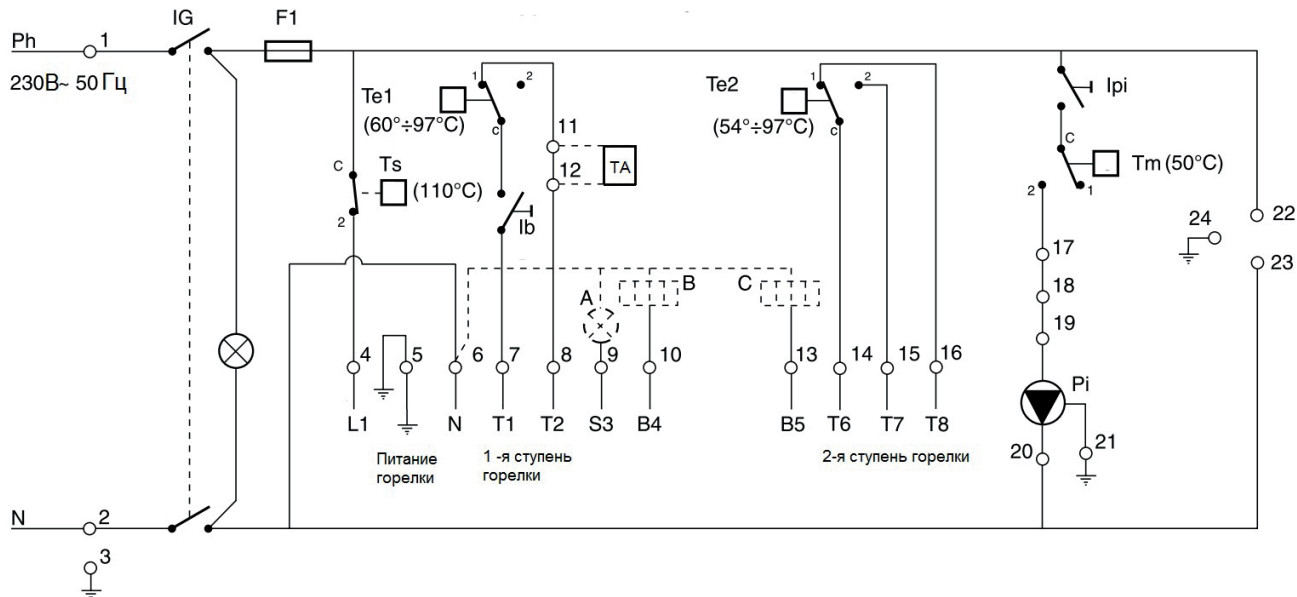 IG
F1
Ph
1
230В~ 50 Гц
Te1
(60°÷97°C)
1
2
c
11
12
TA
Te2
(54°÷97°C)
1
2
c
Ipi
C
Tm (50°C)
2
1
C
Ts
(110°C)
2
Ib
24
22
23
17
18
19
A
B
C
4
5
6
7
8
9
10
13
14
15
16
L1
N
T1
T2
S3
B4
B5
T6
T7
T8
Pi
20
21
Питание
горелки
1 -я ступень
горелки
2-я ступень горелки
N
2
3